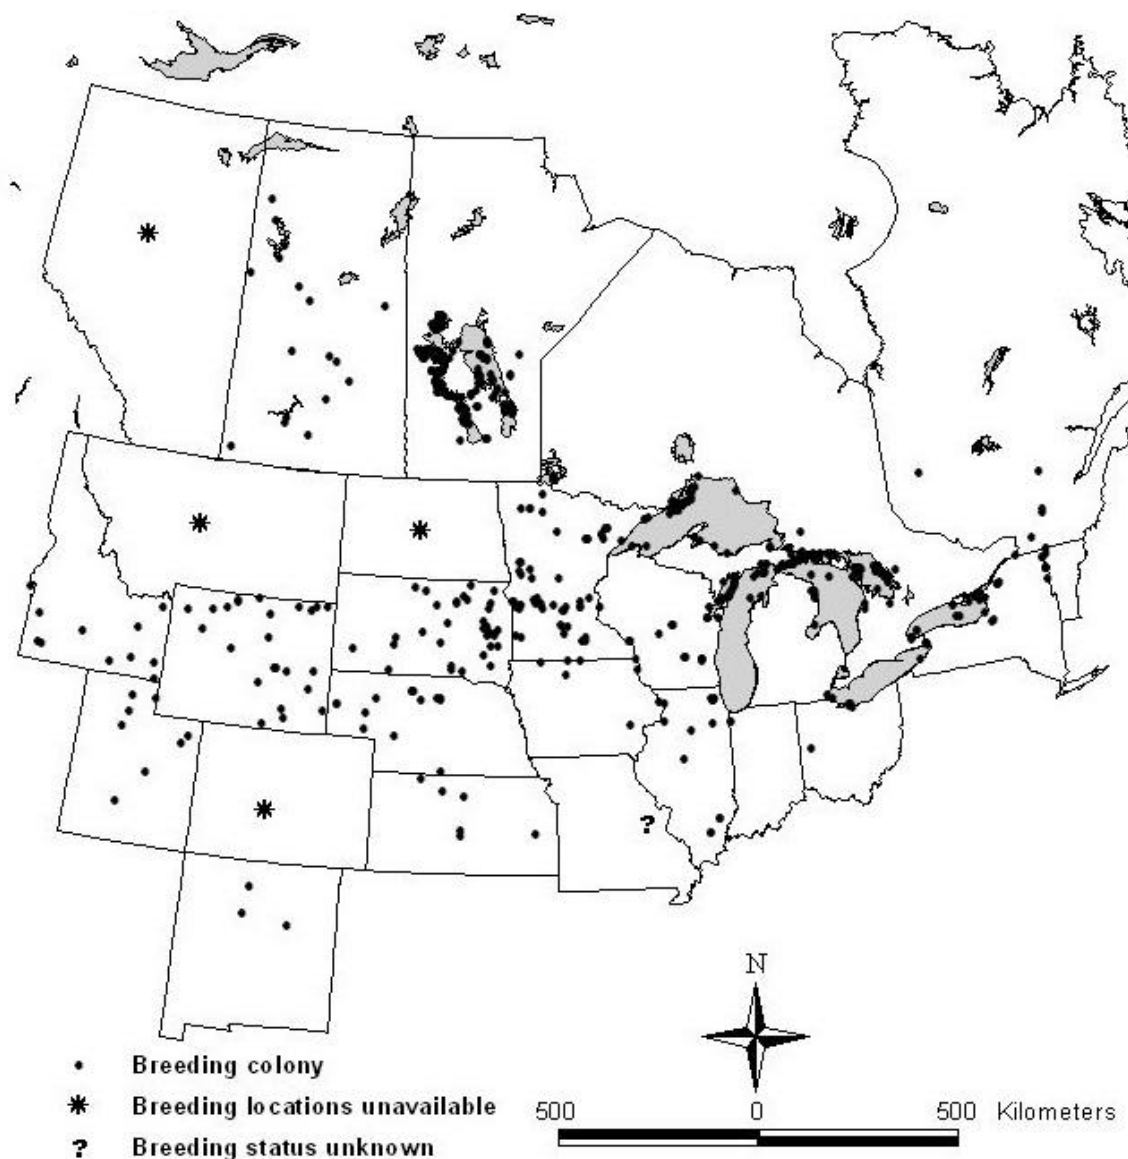 ?
N
Breeding colony
* Breeding locations unavailable
500 0 500 Kilometers
? Breeding status unknown